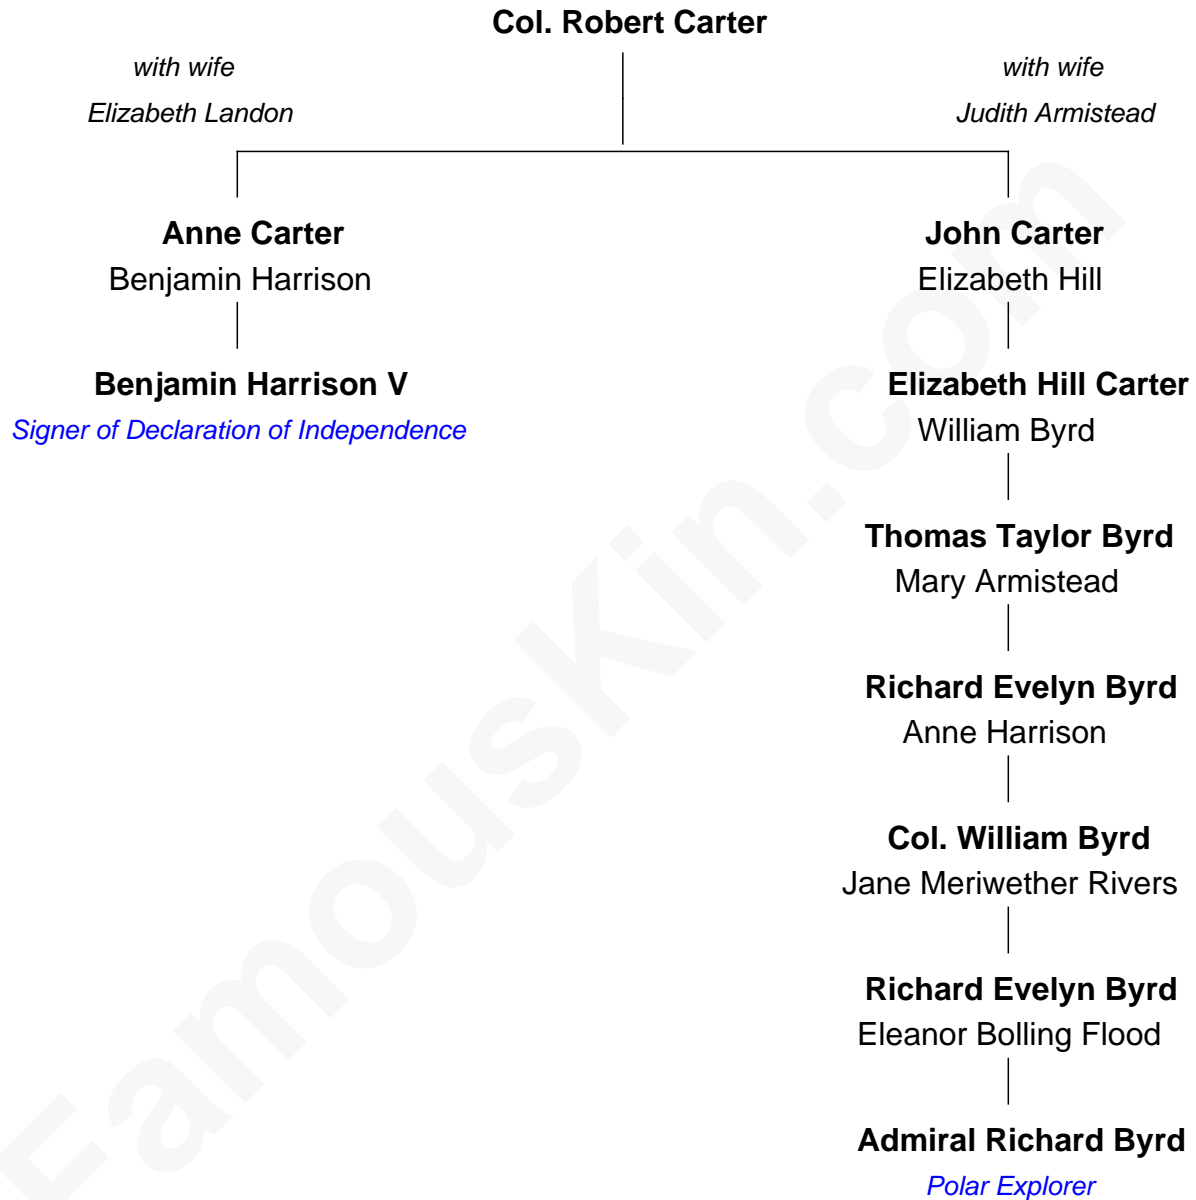 Col. Robert Carter
with wife
Elizabeth Landon
with wife
Judith Armistead
Anne Carter
Benjamin Harrison
John Carter
Elizabeth Hill
Benjamin Harrison V
Signer of Declaration of Independence
Elizabeth Hill Carter
William Byrd
Thomas Taylor Byrd
Mary Armistead
Richard Evelyn Byrd
Anne Harrison
Col. William Byrd
Jane Meriwether Rivers
Richard Evelyn Byrd
Eleanor Bolling Flood
Admiral Richard Byrd
Polar Explorer
FamousKin.com